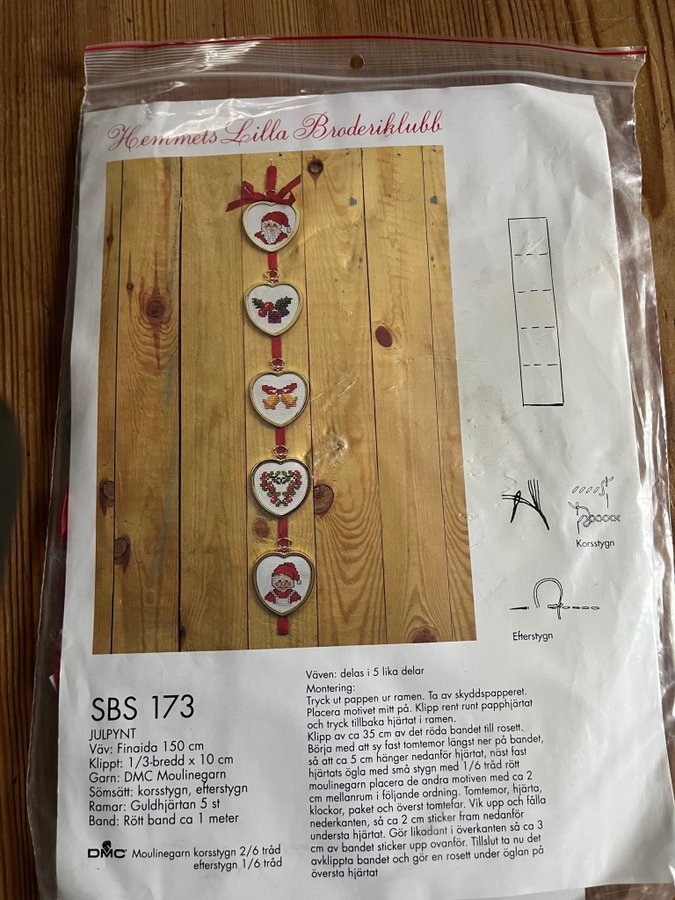 Hemmets Lilla Broderiklubb
Korsstygn
Efterstygn
SBS 173
JULPYNT
Väv: Finaida 150 cm
Klippt: 1/3-bredd x 10 cm
Garn: DMC Moulinegarn
Sömsätt: korsstygn, efterstygn
Ramar: Guldhjärtan 5 st
Band: Rött band ca 1 meter
DMC Moulinegarn korsstygn 2/6 tråd
efterstygn 1/6 tråd
Väven: delas i 5 lika delar
Montering:
Tryck ut pappen ur ramen. Ta av skyddspapperet.
Placera motivet mitt på. Klipp rent runt papphjärtat
och tryck tillbaka hjärtat i ramen.
Klipp av ca 35 cm av det röda bandet till rosett.
Börja med att sy fast tomtemor längst ner på bandet,
så att ca 5 cm hänger nedanför hjärtat, näst fast
hjärtats ögla med små stygn med 1/6 tråd rött
moulinegarn placera de andra motiven med ca 2
cm mellanrum i följande ordning. Tomtemor, hjärta,
klockor, paket och överst tomtefar. Vik upp och fålla
nederkanten, så ca 2 cm sticker fram nedanför
understa hjärtat. Gör likadant i överkanten så ca 3
cm av bandet sticker upp ovanför. Tillslut ta nu det
avklippta bandet och gör en rosett under öglan på
översta hjärtat